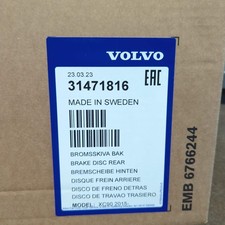 VOLVO
23.03.23
31471816
EAC
MADE IN SWEDEN
BROMSSKIVA BAK
BRAKE DISC REAR
BREMSSCHEIBE HINTEN
DISQUE FREIN ARRIERE
DISCO DE FRENO DETRAS
DISCO DE TRAVAO TRASIERO
MODEL: XC90 2016-
EMB 6766244